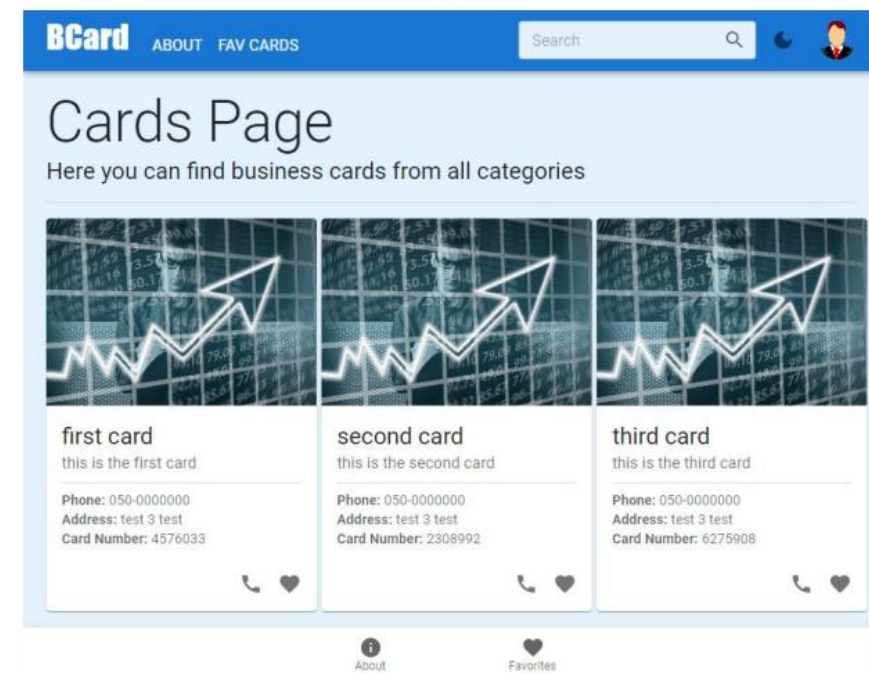 BCard ABOUT FAV CARDS Search
Cards Page
Here you can find business cards from all categories
first card
this is the first card
Phone: 050-0000000
Address: test 3 test
Card Number: 4576033
second card
this is the second card
Phone: 050-0000000
Address: test 3 test
Card Number: 2308992
third card
this is the third card
Phone: 050-0000000
Address: test 3 test
Card Number: 6275908
About
Favorites